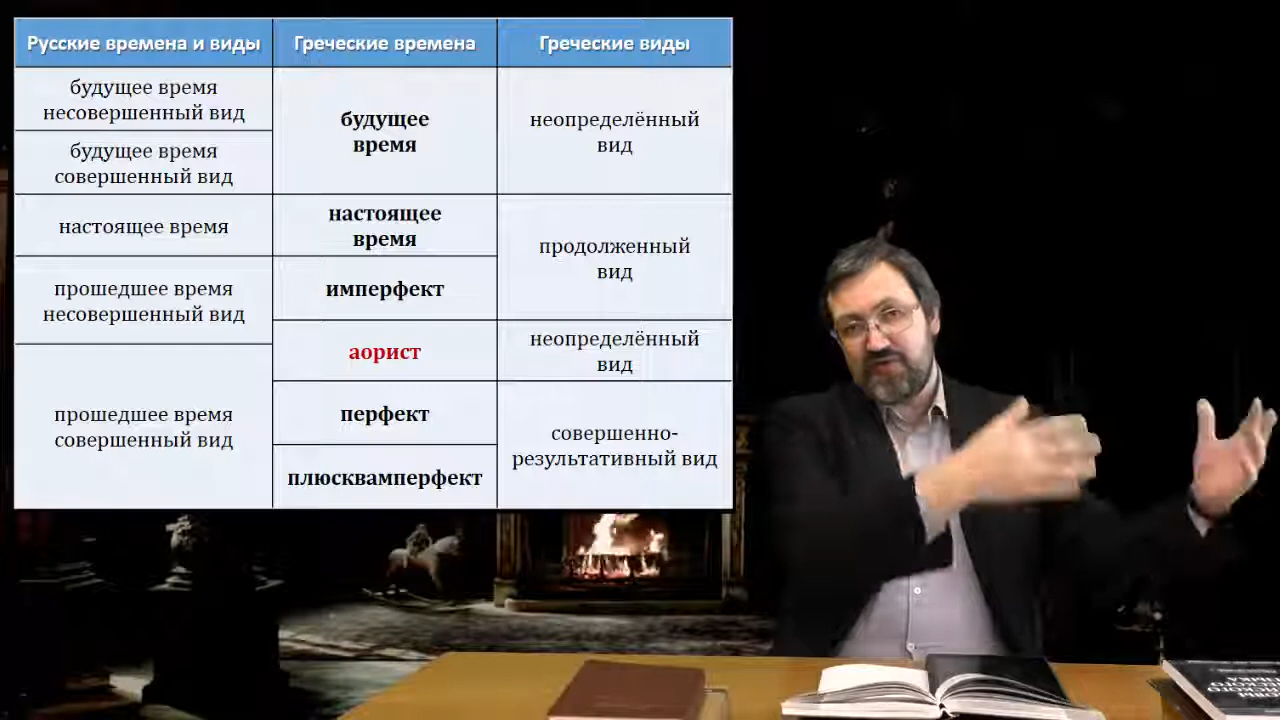 Русские времена и виды
Греческие времена
Греческие виды
будущее время
несовершенный вид
будущее
время
неопределённый
вид
будущее время
совершенный вид
настоящее время
настоящее
время
продолженный
вид
прошедшее время
несовершенный вид
имперфект
аорист
неопределённый
вид
прошедшее время
совершенный вид
перфект
совершенно-
результативный вид
плюсквамперфект